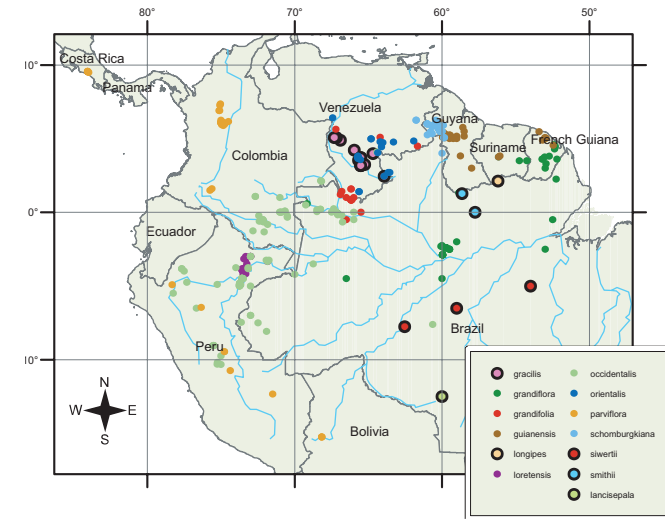 80° 70° 60° 50°
10°
Costa Rica
Panama
Venezuela
Guyana
Suriname
French Guiana
Colombia
0°
Ecuador
Peru
Brazil
10°
Bolivia
N
W E
S
gracilis occidentalis
grandiflora orientalis
grandifolia parviflora
guianensis schomburgkiana
longipes siwertii
loretensis smithii
lancisepala